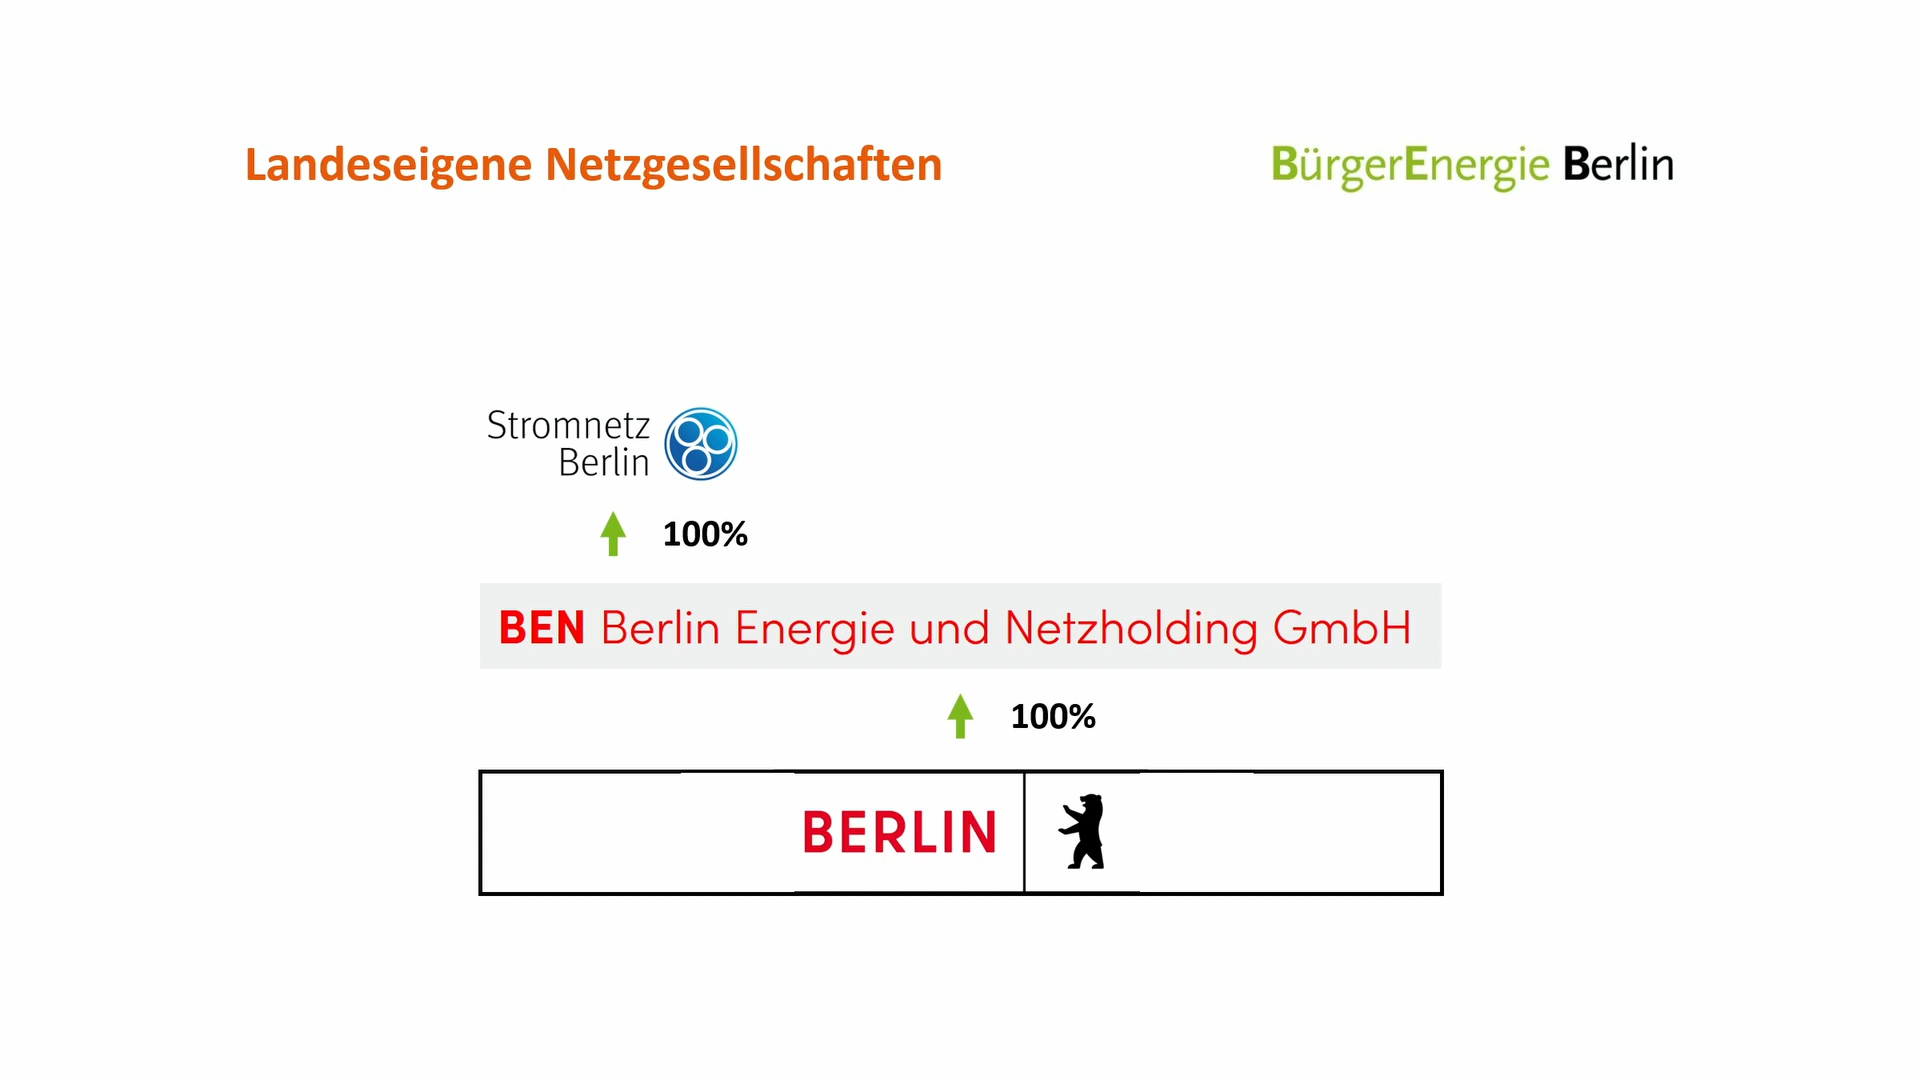 Landeseigene Netzgesellschaften
BürgerEnergie Berlin
Stromnetz
Berlin
100%
BEN Berlin Energie und Netzholding GmbH
100%
BERLIN